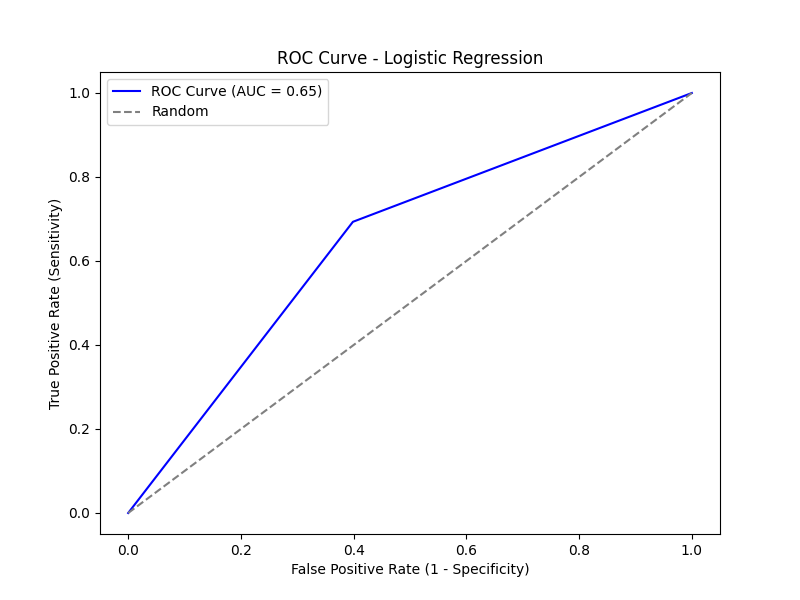 ROC Curve - Logistic Regression
ROC Curve (AUC = 0.65)
Random
True Positive Rate (Sensitivity)
1.0
0.8
0.6
0.4
0.2
0.0
0.0 0.2 0.4 0.6 0.8 1.0
False Positive Rate (1 - Specificity)